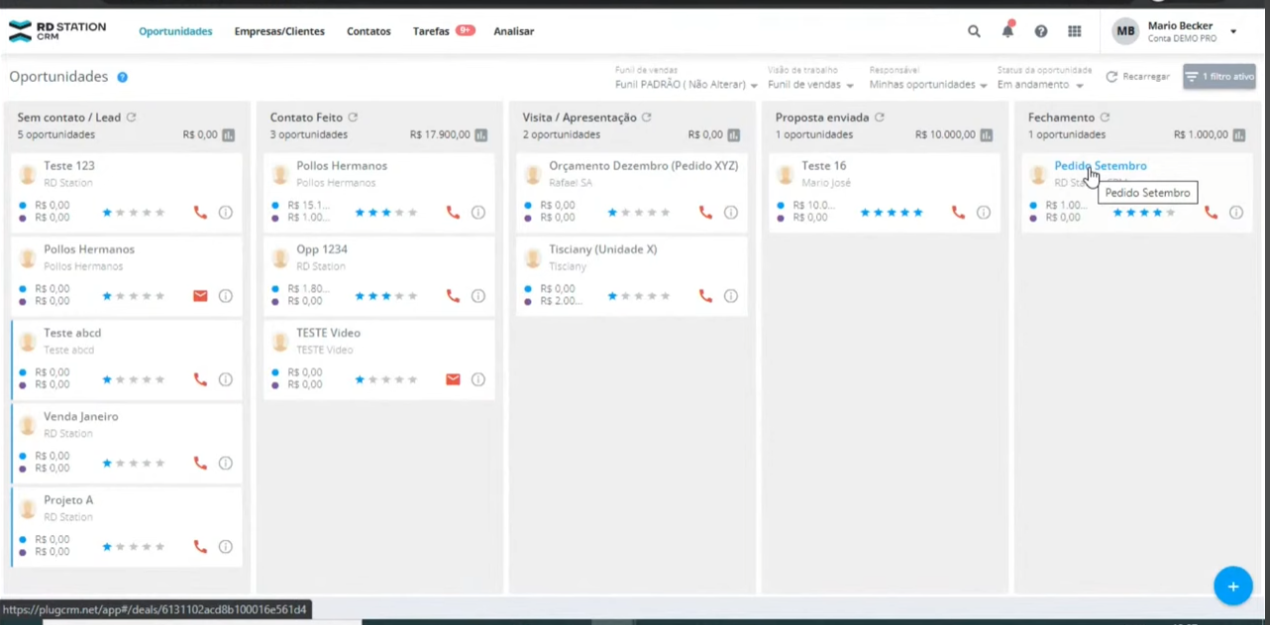 RD STATION
CRM
Oportunidades
Empresas/Clientes
Contatos
Tarefas 9+
Analisar
MB
Mario Becker
Conta DEMO PRO
Oportunidades ?
Funil de vendas
Funil PADRÃO ( Não Alterar)
Visão de trabalho
Funil de vendas
Responsável
Minhas oportunidades
Status da oportunidade
Em andamento
Recarregar
1 filtro ativo
Sem contato / Lead
5 oportunidades R$ 0,00
Teste 123
RD Station
R$ 0,00
R$ 0,00
Pollos Hermanos
Pollos Hermanos
R$ 0,00
R$ 0,00
Teste abcd
Teste abcd
R$ 0,00
R$ 0,00
Venda Janeiro
RD Station
R$ 0,00
R$ 0,00
Projeto A
RD Station
R$ 0,00
R$ 0,00
Contato Feito
3 oportunidades R$ 17.900,00
Pollos Hermanos
Pollos Hermanos
R$ 15.1...
R$ 1.00...
Opp 1234
RD Station
R$ 1.80...
R$ 0,00
TESTE Video
TESTE Video
R$ 0,00
R$ 0,00
Visita / Apresentação
2 oportunidades R$ 0,00
Orçamento Dezembro (Pedido XYZ)
Rafael SA
R$ 0,00
R$ 0,00
Tisciany (Unidade X)
Tisciany
R$ 0,00
R$ 2.00...
Proposta enviada
1 oportunidades R$ 10.000,00
Teste 16
Mario José
R$ 10.0...
R$ 0,00
Fechamento
1 oportunidades R$ 1.000,00
Pedido Setembro
Pedido Setembro
R$ 1.00...
R$ 0,00
+
https://plugcrm.net/app#/deals/6131102acd8b100016e561d4